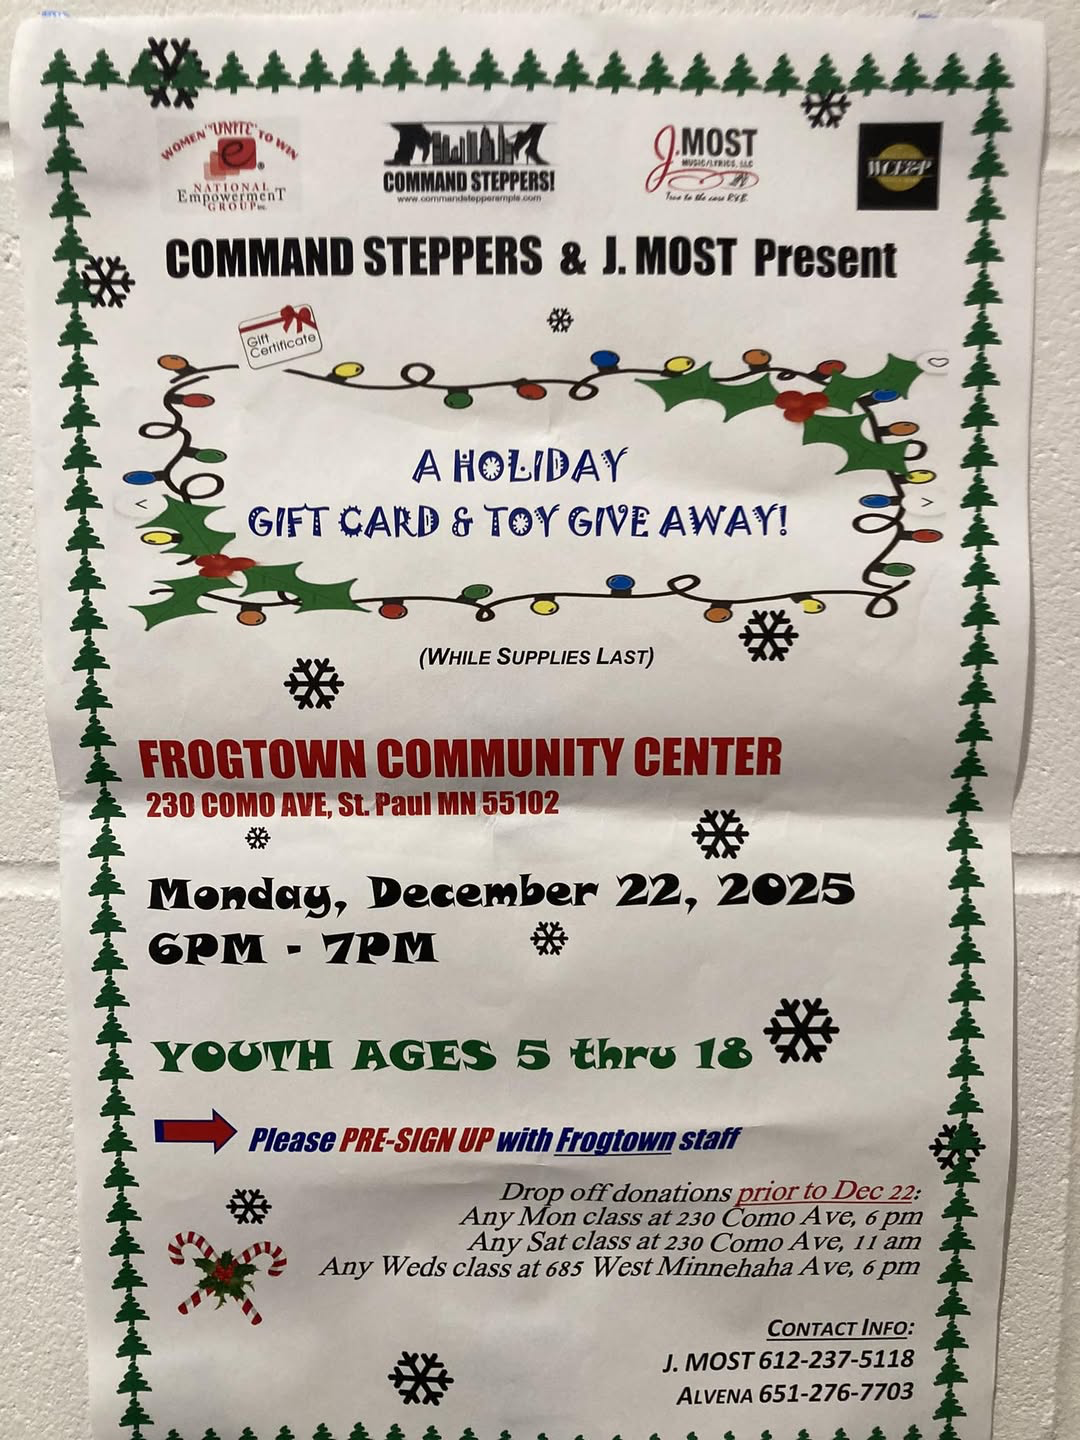 WOMEN "UNITE" TO WIN
e
NATIONAL
EmpowermenT
GROUP Inc.
COMMAND STEPPERS!
www.commandsteppersmpls.com
J.MOST
MUSIC/LYRICS, LLC
True to the core R&B.
COMMAND STEPPERS & J. MOST Present
Gift
Certificate
A HOLIDAY
GIFT CARD & TOY GIVE AWAY!
(WHILE SUPPLIES LAST)
FROGTOWN COMMUNITY CENTER
230 COMO AVE, St. Paul MN 55102
Monday, December 22, 2025
6PM - 7PM
YOUTH AGES 5 thru 18
Please PRE-SIGN UP with Frogtown staff
Drop off donations prior to Dec 22:
Any Mon class at 230 Como Ave, 6 pm
Any Sat class at 230 Como Ave, 11 am
Any Weds class at 685 West Minnehaha Ave, 6 pm
CONTACT INFO:
J. MOST 612-237-5118
ALVENA 651-276-7703